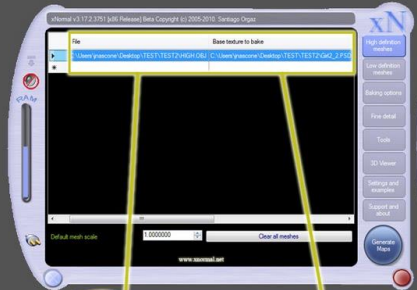 xNormal v3.17.2.3751 [x86 Release] Beta Copyright (c) 2005-2010. Santiago Orgaz
xN
File Base texture to bake
C:\Users\jnascone\Desktop\TEST\TEST2\HIGH.OBJ C:\Users\jnascone\Desktop\TEST\TEST2\Grit2_2.PSD
High definition meshes
Low definition meshes
Baking options
Fine detail
Tools
3D Viewer
Settings and examples
Support and about
Generate Maps
RAM
Default mesh scale 1.0000000 Clear all meshes
www.xnormal.net